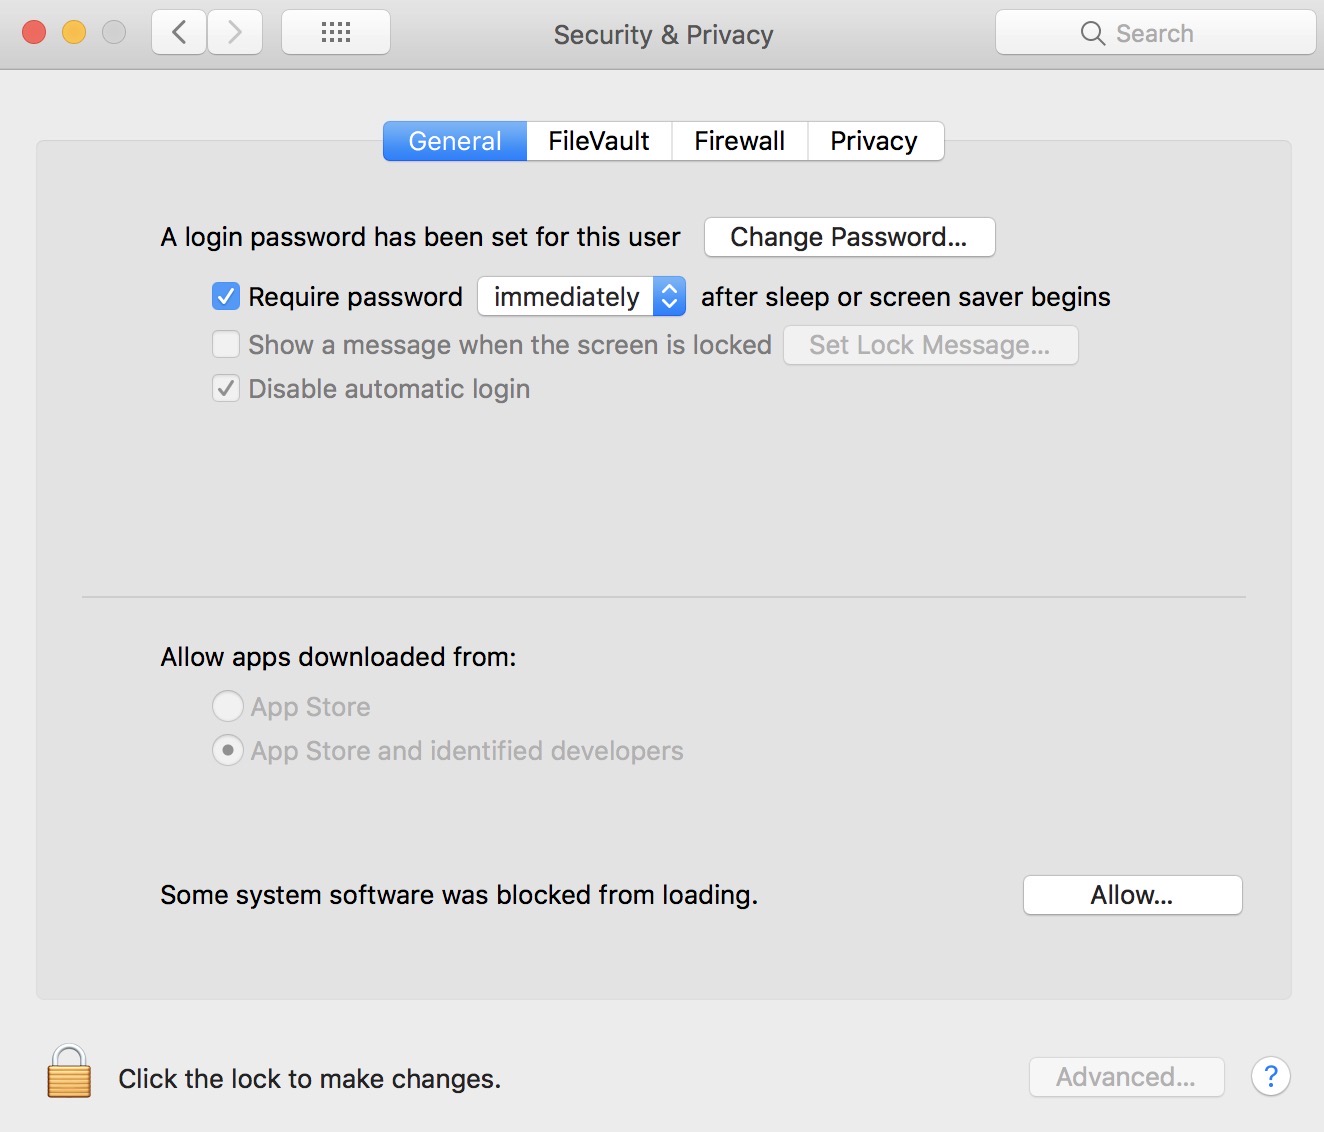 Security & Privacy
Search
General FileVault Firewall Privacy
A login password has been set for this user Change Password...
Require password immediately after sleep or screen saver begins
Show a message when the screen is locked Set Lock Message...
Disable automatic login
Allow apps downloaded from:
App Store
App Store and identified developers
Some system software was blocked from loading. Allow...
Click the lock to make changes. Advanced... ?